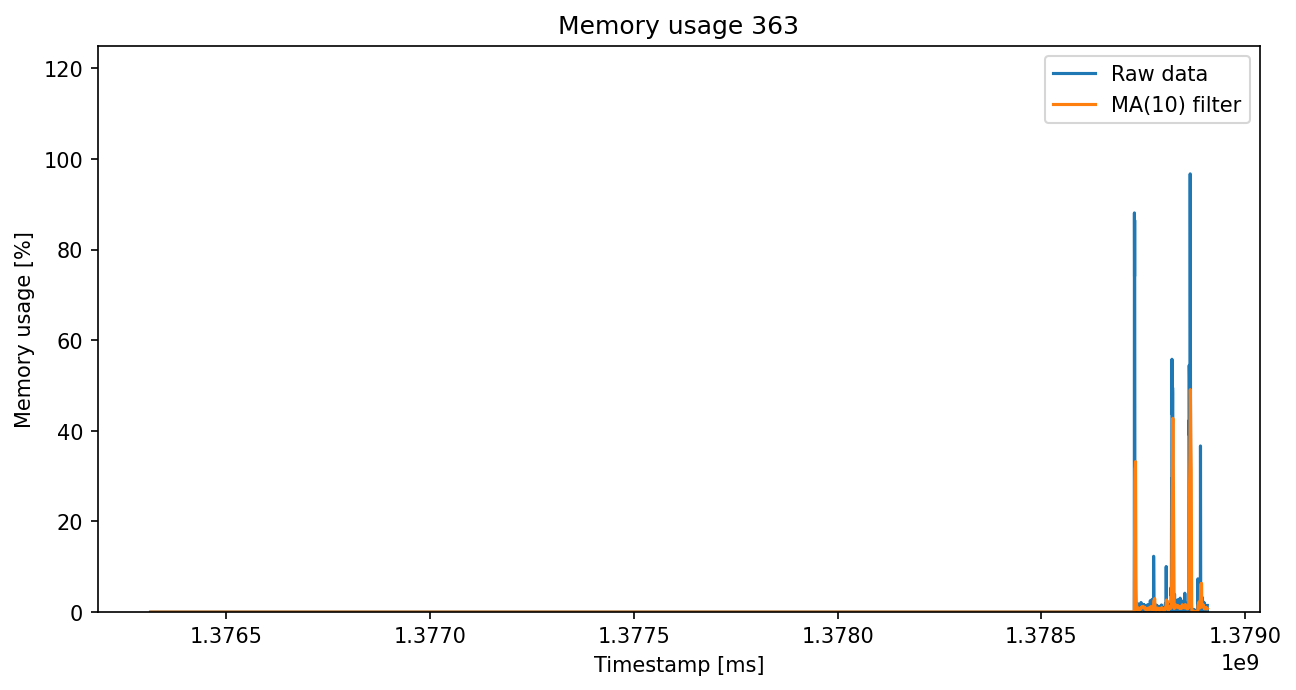 Memory usage 363
Raw data
MA(10) filter
Memory usage [%]
120
100
80
60
40
20
0
1.3765 1.3770 1.3775 1.3780 1.3785 1.3790
1e9
Timestamp [ms]